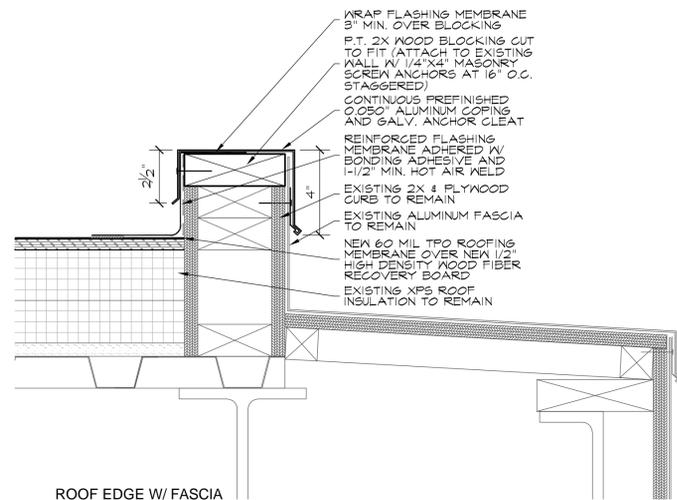 WRAP FLASHING MEMBRANE
3" MIN. OVER BLOCKING
P.T. 2X WOOD BLOCKING CUT
TO FIT (ATTACH TO EXISTING
WALL W/ 1/4"X4" MASONRY
SCREW ANCHORS AT 16" O.C.
STAGGERED)
CONTINUOUS PREFINISHED
0.050" ALUMINUM COPING
AND GALV. ANCHOR CLEAT
REINFORCED FLASHING
MEMBRANE ADHERED W/
BONDING ADHESIVE AND
1-1/2" MIN. HOT AIR WELD
EXISTING 2X & PLYWOOD
CURB TO REMAIN
EXISTING ALUMINUM FASCIA
TO REMAIN
NEW 60 MIL TPO ROOFING
MEMBRANE OVER NEW 1/2"
HIGH DENSITY WOOD FIBER
RECOVERY BOARD
EXISTING XPS ROOF
INSULATION TO REMAIN
2½"
4"
ROOF EDGE W/ FASCIA